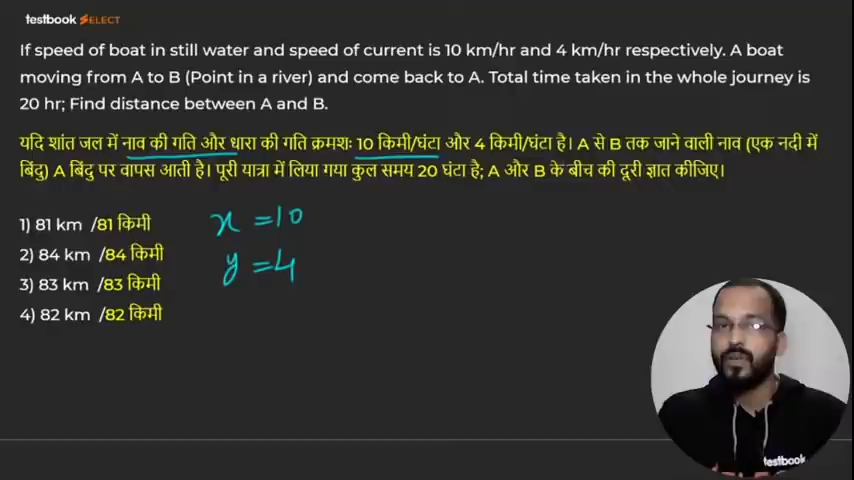 testbook SELECT
If speed of boat in still water and speed of current is 10 km/hr and 4 km/hr respectively. A boat
moving from A to B (Point in a river) and come back to A. Total time taken in the whole journey is
20 hr; Find distance between A and B.
यदि शांत जल में नाव की गति और धारा की गति क्रमशः 10 किमी/घंटा और 4 किमी/घंटा है। A से B तक जाने वाली नाव (एक नदी में
बिंदु) A बिंदु पर वापस आती है। पूरी यात्रा में लिया गया कुल समय 20 घंटा है; A और B के बीच की दूरी ज्ञात कीजिए।
1) 81 km /81 किमी
2) 84 km /84 किमी
3) 83 km /83 किमी
4) 82 km /82 किमी
x = 10
y = 4
testbook